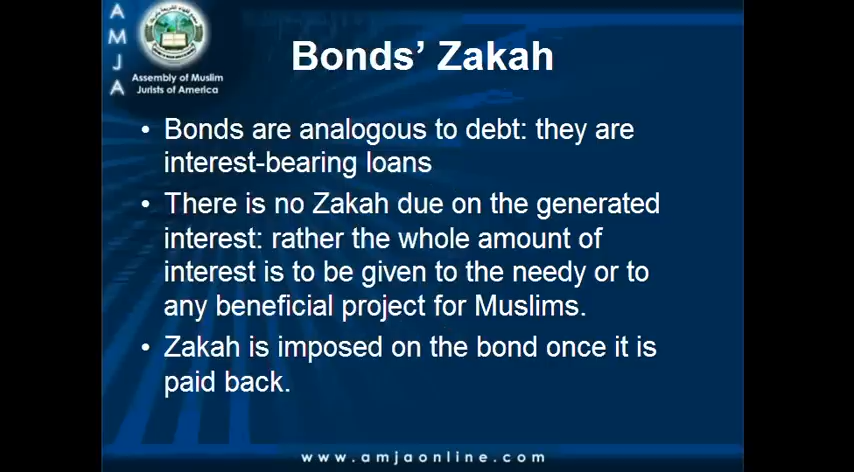 A
M
J
A
Assembly of Muslim
Jurists of America
Bonds’ Zakah
• Bonds are analogous to debt: they are
interest-bearing loans
• There is no Zakah due on the generated
interest: rather the whole amount of
interest is to be given to the needy or to
any beneficial project for Muslims.
• Zakah is imposed on the bond once it is
paid back.
www.amjaonline.com